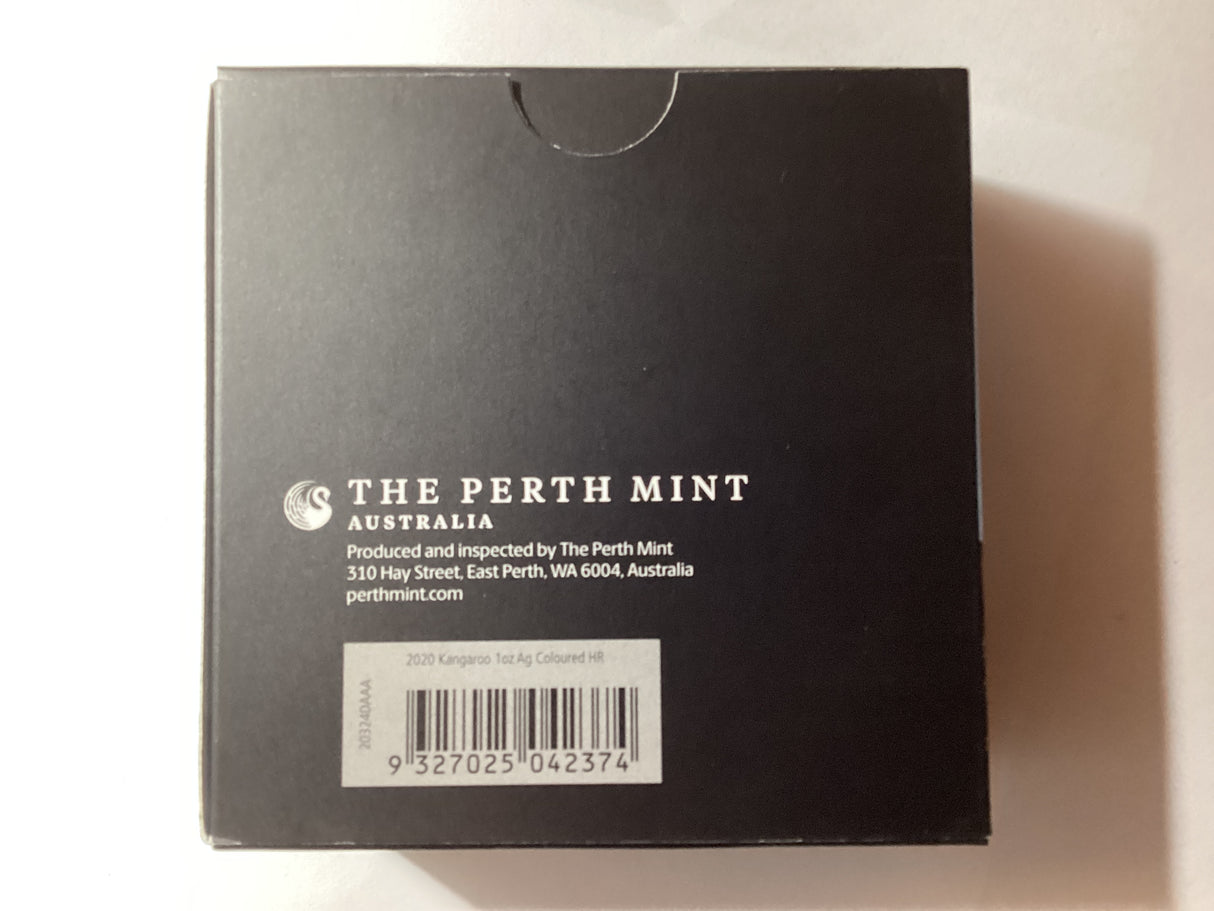 THE PERTH MINT
AUSTRALIA
Produced and inspected by The Perth Mint
310 Hay Street, East Perth, WA 6004, Australia
perthmint.com
2020 Kangaroo 1oz Ag Coloured HR
20324DAAA
9 327025 042374